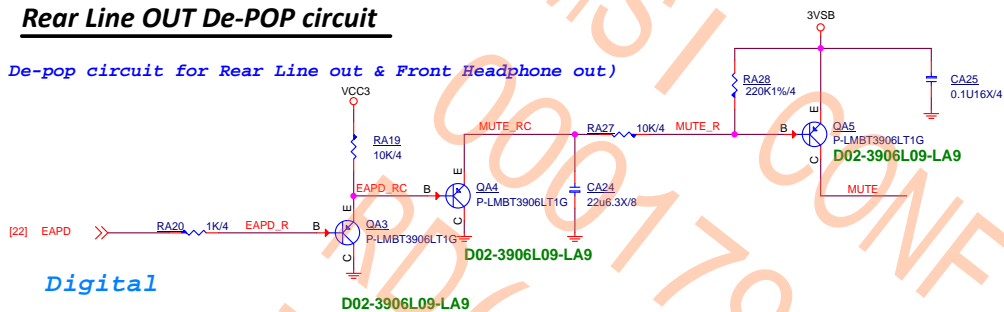 Rear Line OUT De-POP circuit
De-pop circuit for Rear Line out & Front Headphone out)
3VSB
VCC3
RA28
220K1%/4
CA25
0.1U16X/4
RA19
10K/4
MUTE_RC
RA27
10K/4
MUTE_R
B
E
C
QA5
P-LMBT3906LT1G
D02-3906L09-LA9
MUTE
EAPD_RC
B
E
C
QA4
P-LMBT3906LT1G
D02-3906L09-LA9
CA24
22u6.3X/8
[22] EAPD
RA20
1K/4
EAPD_R
B
E
C
QA3
P-LMBT3906LT1G
D02-3906L09-LA9
Digital
MSI CONF